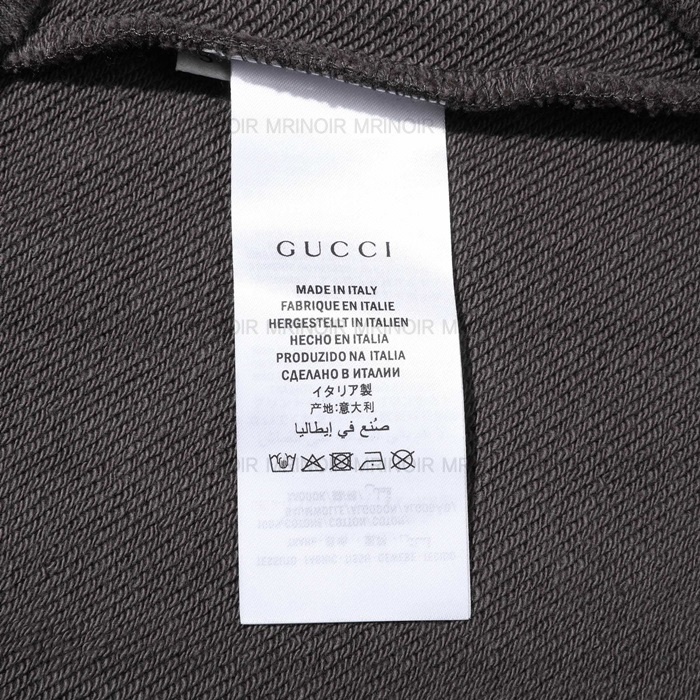 MRINOIR MRINOIR
GUCCI
MADE IN ITALY
FABRIQUE EN ITALIE
HERGESTELLT IN ITALIEN
HECHO EN ITALIA
PRODUZIDO NA ITALIA
СДЕЛАНО В ИТАЛИИ
イタリア製
产地:意大利
صُنع في إيطاليا